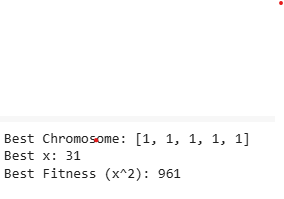 Best Chromosome: [1, 1, 1, 1, 1]
Best x: 31
Best Fitness (x^2): 961